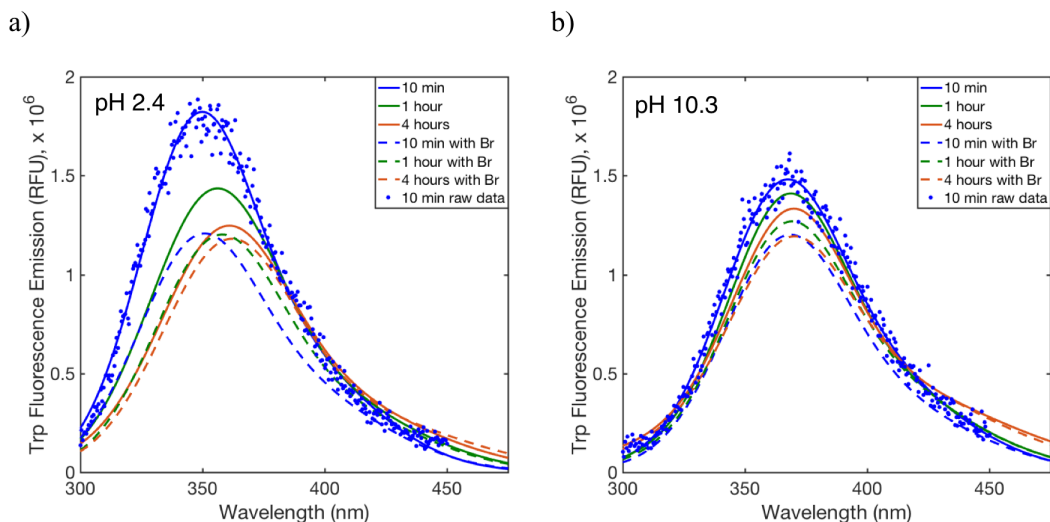 a)
pH 2.4
Trp Fluorescence Emission (RFU), x 10⁶
2
1.5
1
0.5
0
300
350
400
450
Wavelength (nm)
10 min
1 hour
4 hours
10 min with Br
1 hour with Br
4 hours with Br
10 min raw data
b)
pH 10.3
Trp Fluorescence Emission (RFU), x 10⁶
2
1.5
1
0.5
0
300
350
400
450
Wavelength (nm)
10 min
1 hour
4 hours
10 min with Br
1 hour with Br
4 hours with Br
10 min raw data